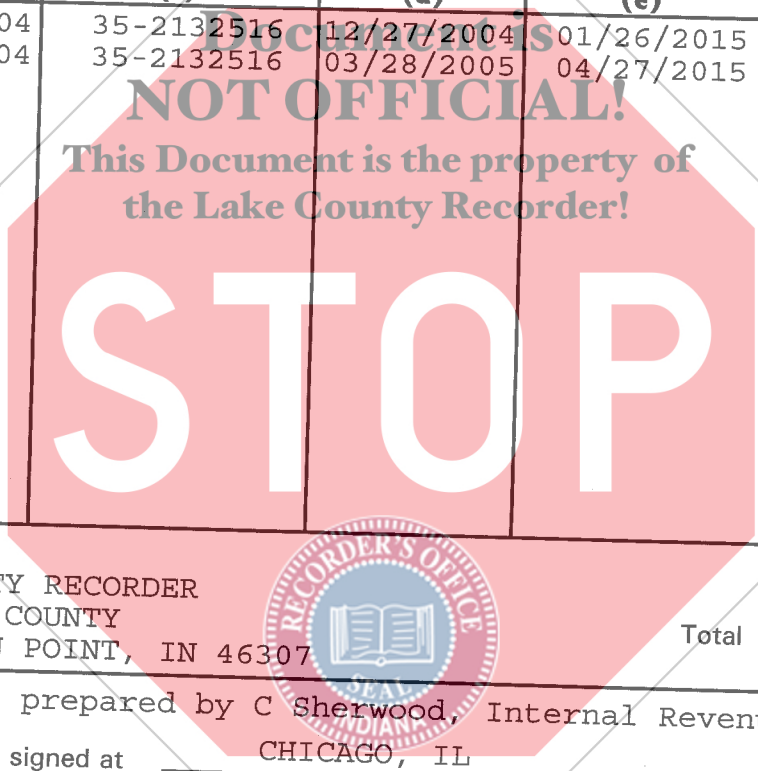 04 35-2132516 12/27/2004 01/26/2015
04 35-2132516 03/28/2005 04/27/2015
Document is
NOT OFFICIAL!
This Document is the property of
the Lake County Recorder!
STOP
TY RECORDER
COUNTY
POINT, IN 46307
Total
RECORDER'S OFFICE
SEAL
INDIANA
prepared by C Sherwood, Internal Reven
signed at CHICAGO, IL